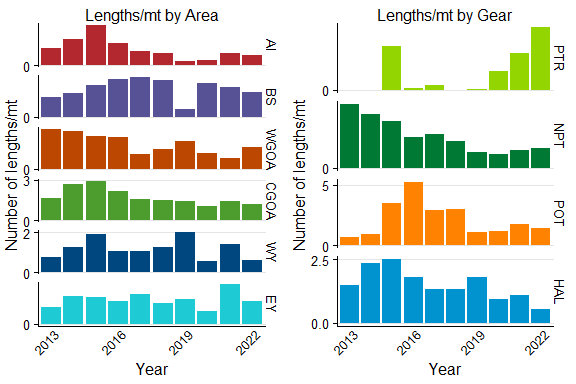 Lengths/mt by Area
Number of lengths/mt
0
AI
0
BS
0
WGOA
3
0
CGOA
2
0
WY
0
EY
2013
2016
2019
2022
Year
Lengths/mt by Gear
Number of lengths/mt
0
PTR
0
NPT
5
0
POT
2.5
0.0
HAL
2013
2016
2019
2022
Year